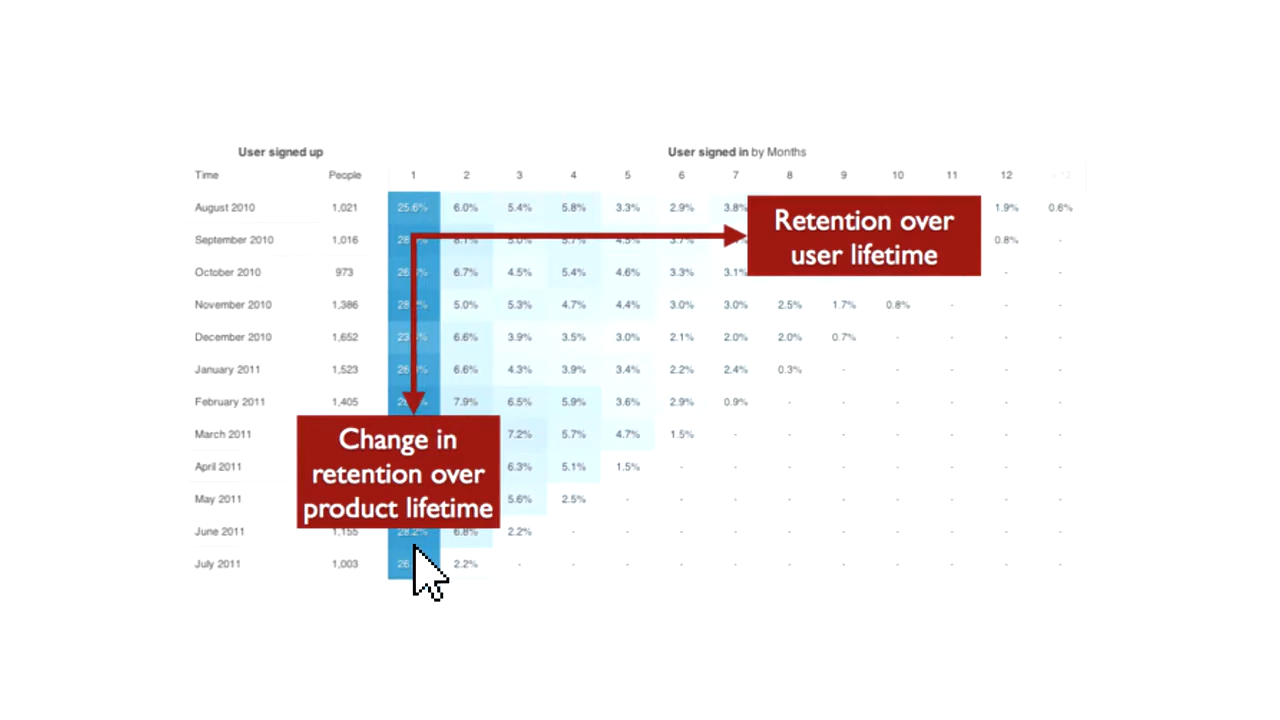 User signed up User signed in by Months
Time People 1 2 3 4 5 6 7 8 9 10 11 12
August 2010 1,021 25.6% 6.0% 5.4% 5.8% 3.3% 2.9% 3.8% 1.9% 0.6%
Retention over
user lifetime
September 2010 1,016 0.8% -
October 2010 973 6.7% 4.5% 5.4% 4.6% 3.3% 3.1% - -
November 2010 1,386 5.0% 5.3% 4.7% 4.4% 3.0% 3.0% 2.5% 1.7% 0.8% - - -
December 2010 1,652 6.6% 3.9% 3.5% 3.0% 2.1% 2.0% 2.0% 0.7% - - - -
January 2011 1,523 6.6% 4.3% 3.9% 3.4% 2.2% 2.4% 0.3% - - - - -
February 2011 1,405 7.9% 6.5% 5.9% 3.6% 2.9% 0.9% - - - - - -
March 2011 7.2% 5.7% 4.7% 1.5% - - - - - - -
Change in
retention over
product lifetime
April 2011 6.3% 5.1% 1.5% - - - - - - - -
May 2011 5.6% 2.5% - - - - - - - - -
June 2011 1,155 28.2% 6.8% 2.2% - - - - - - - - - -
July 2011 1,003 2.2% - - - - - - - - - - -